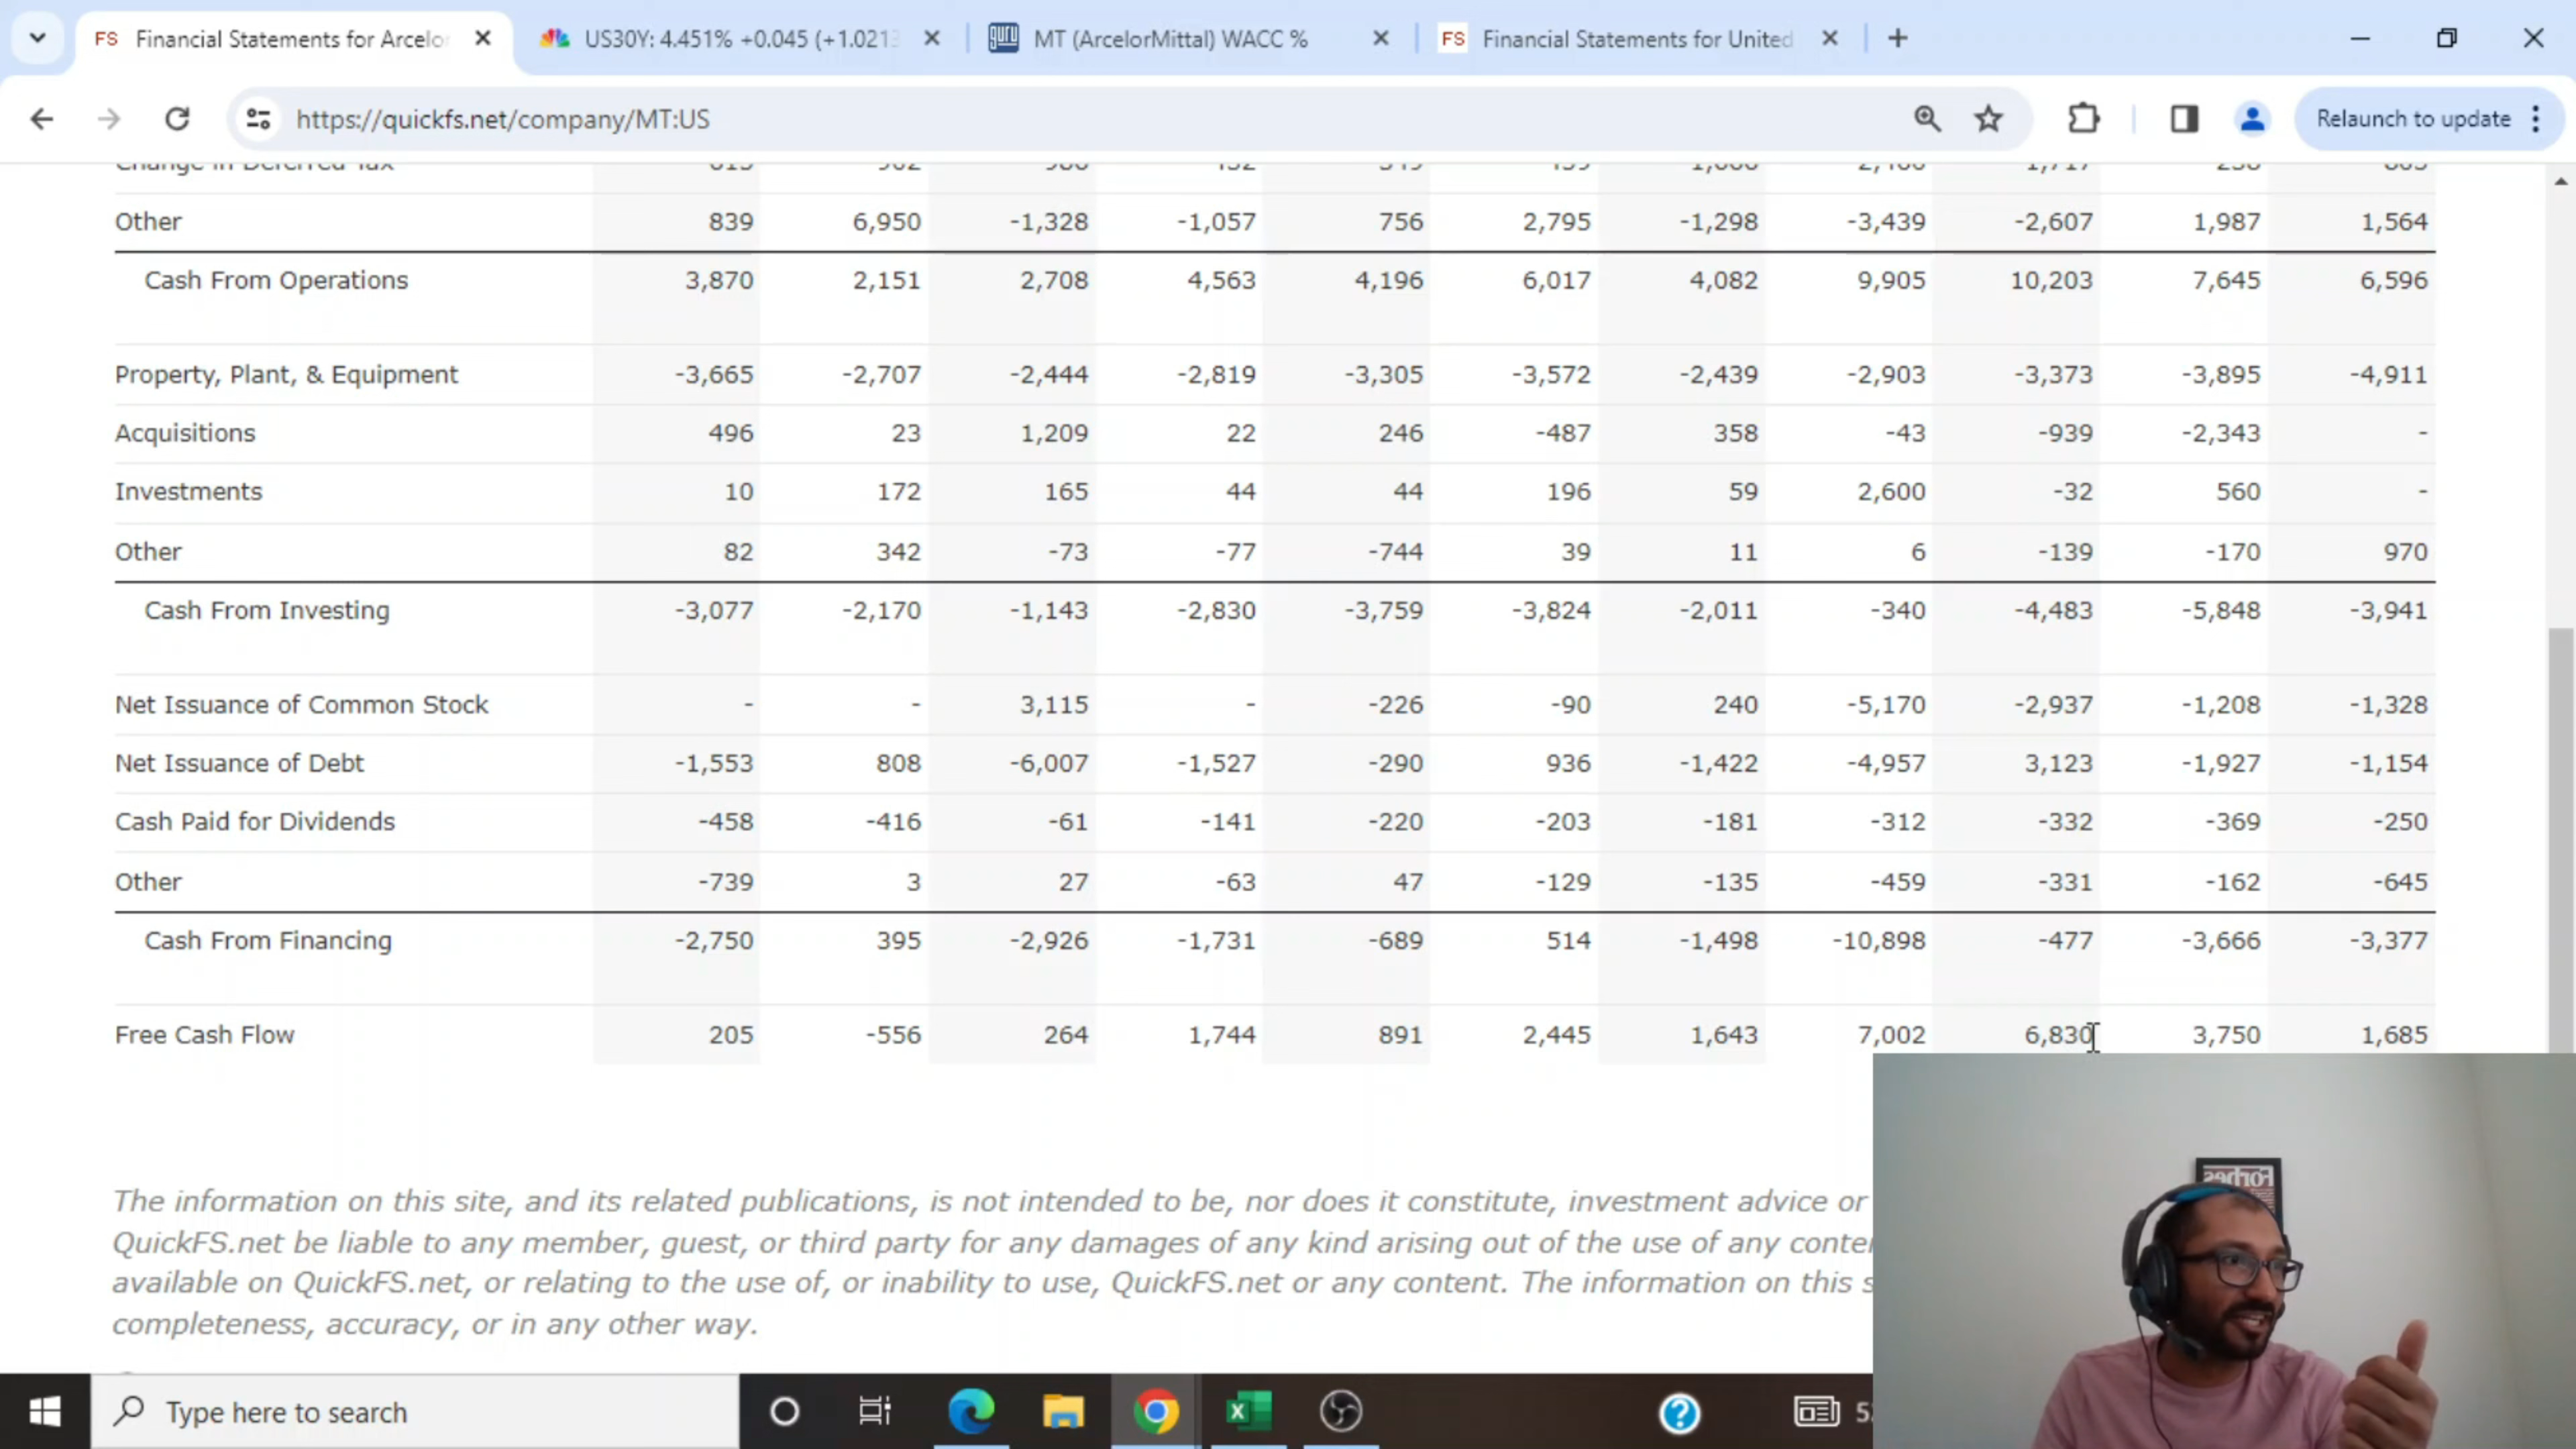 FS Financial Statements for Arcelor
US30Y: 4.451% +0.045 (+1.0213
guru MT (ArcelorMittal) WACC %
FS Financial Statements for United
https://quickfs.net/company/MT:US
Relaunch to update
Change in Deferred Tax
Other 839 6,950 -1,328 -1,057 756 2,795 -1,298 -3,439 -2,607 1,987 1,564
Cash From Operations 3,870 2,151 2,708 4,563 4,196 6,017 4,082 9,905 10,203 7,645 6,596
Property, Plant, & Equipment -3,665 -2,707 -2,444 -2,819 -3,305 -3,572 -2,439 -2,903 -3,373 -3,895 -4,911
Acquisitions 496 23 1,209 22 246 -487 358 -43 -939 -2,343 -
Investments 10 172 165 44 44 196 59 2,600 -32 560 -
Other 82 342 -73 -77 -744 39 11 6 -139 -170 970
Cash From Investing -3,077 -2,170 -1,143 -2,830 -3,759 -3,824 -2,011 -340 -4,483 -5,848 -3,941
Net Issuance of Common Stock - - 3,115 - -226 -90 240 -5,170 -2,937 -1,208 -1,328
Net Issuance of Debt -1,553 808 -6,007 -1,527 -290 936 -1,422 -4,957 3,123 -1,927 -1,154
Cash Paid for Dividends -458 -416 -61 -141 -220 -203 -181 -312 -332 -369 -250
Other -739 3 27 -63 47 -129 -135 -459 -331 -162 -645
Cash From Financing -2,750 395 -2,926 -1,731 -689 514 -1,498 -10,898 -477 -3,666 -3,377
Free Cash Flow 205 -556 264 1,744 891 2,445 1,643 7,002 6,830 3,750 1,685
The information on this site, and its related publications, is not intended to be, nor does it constitute, investment advice or
QuickFS.net be liable to any member, guest, or third party for any damages of any kind arising out of the use of any conten
available on QuickFS.net, or relating to the use of, or inability to use, QuickFS.net or any content. The information on this s
completeness, accuracy, or in any other way.
Forbes
Type here to search